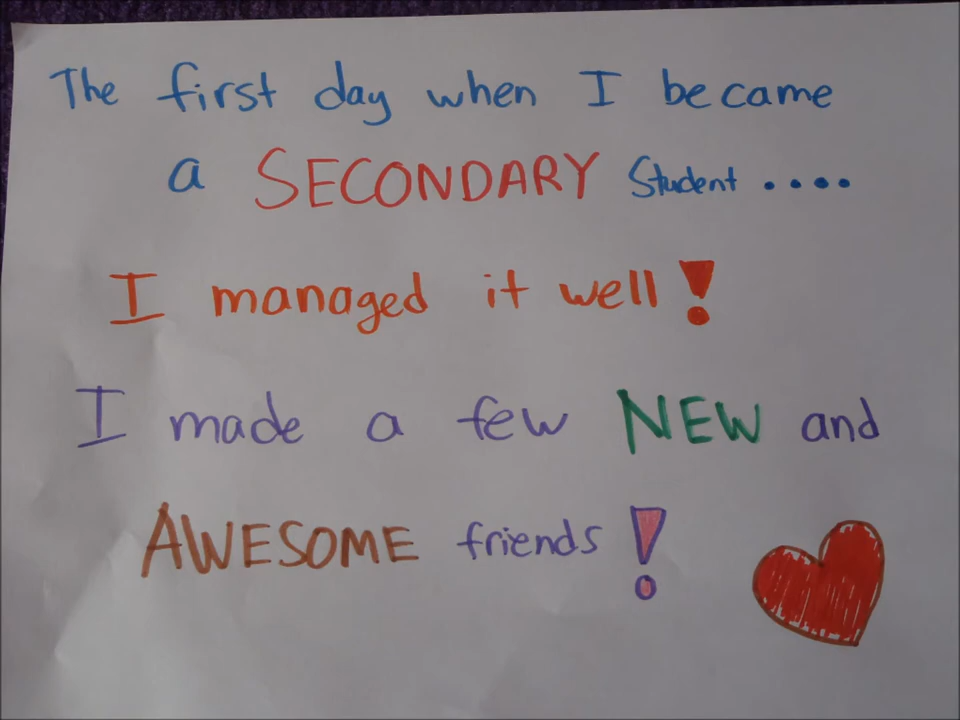 The first day when I became
a SECONDARY Student ....
I managed it well!
I made a few NEW and
AWESOME friends!